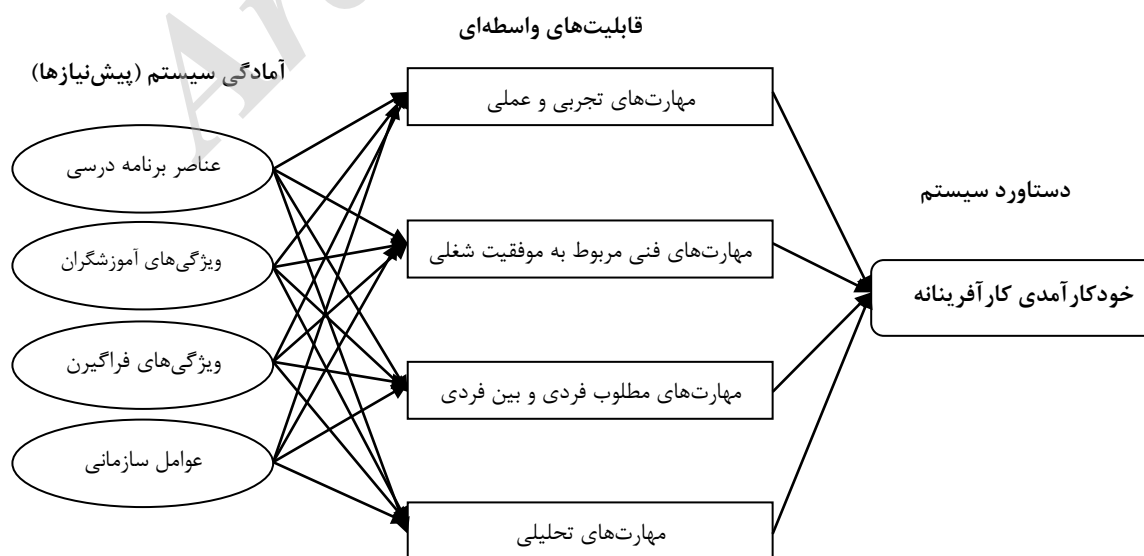 قابلیت‌های واسطه‌ای
آمادگی سیستم (پیش‌نیازها)
مهارت‌های تجربی و عملی
عناصر برنامه درسی
دستاورد سیستم
مهارت‌های فنی مربوط به موفقیت شغلی
ویژگی‌های آموزشگران
خودکارآمدی کارآفرینانه
ویژگی‌های فراگیرن
مهارت‌های مطلوب فردی و بین فردی
عوامل سازمانی
مهارت‌های تحلیلی